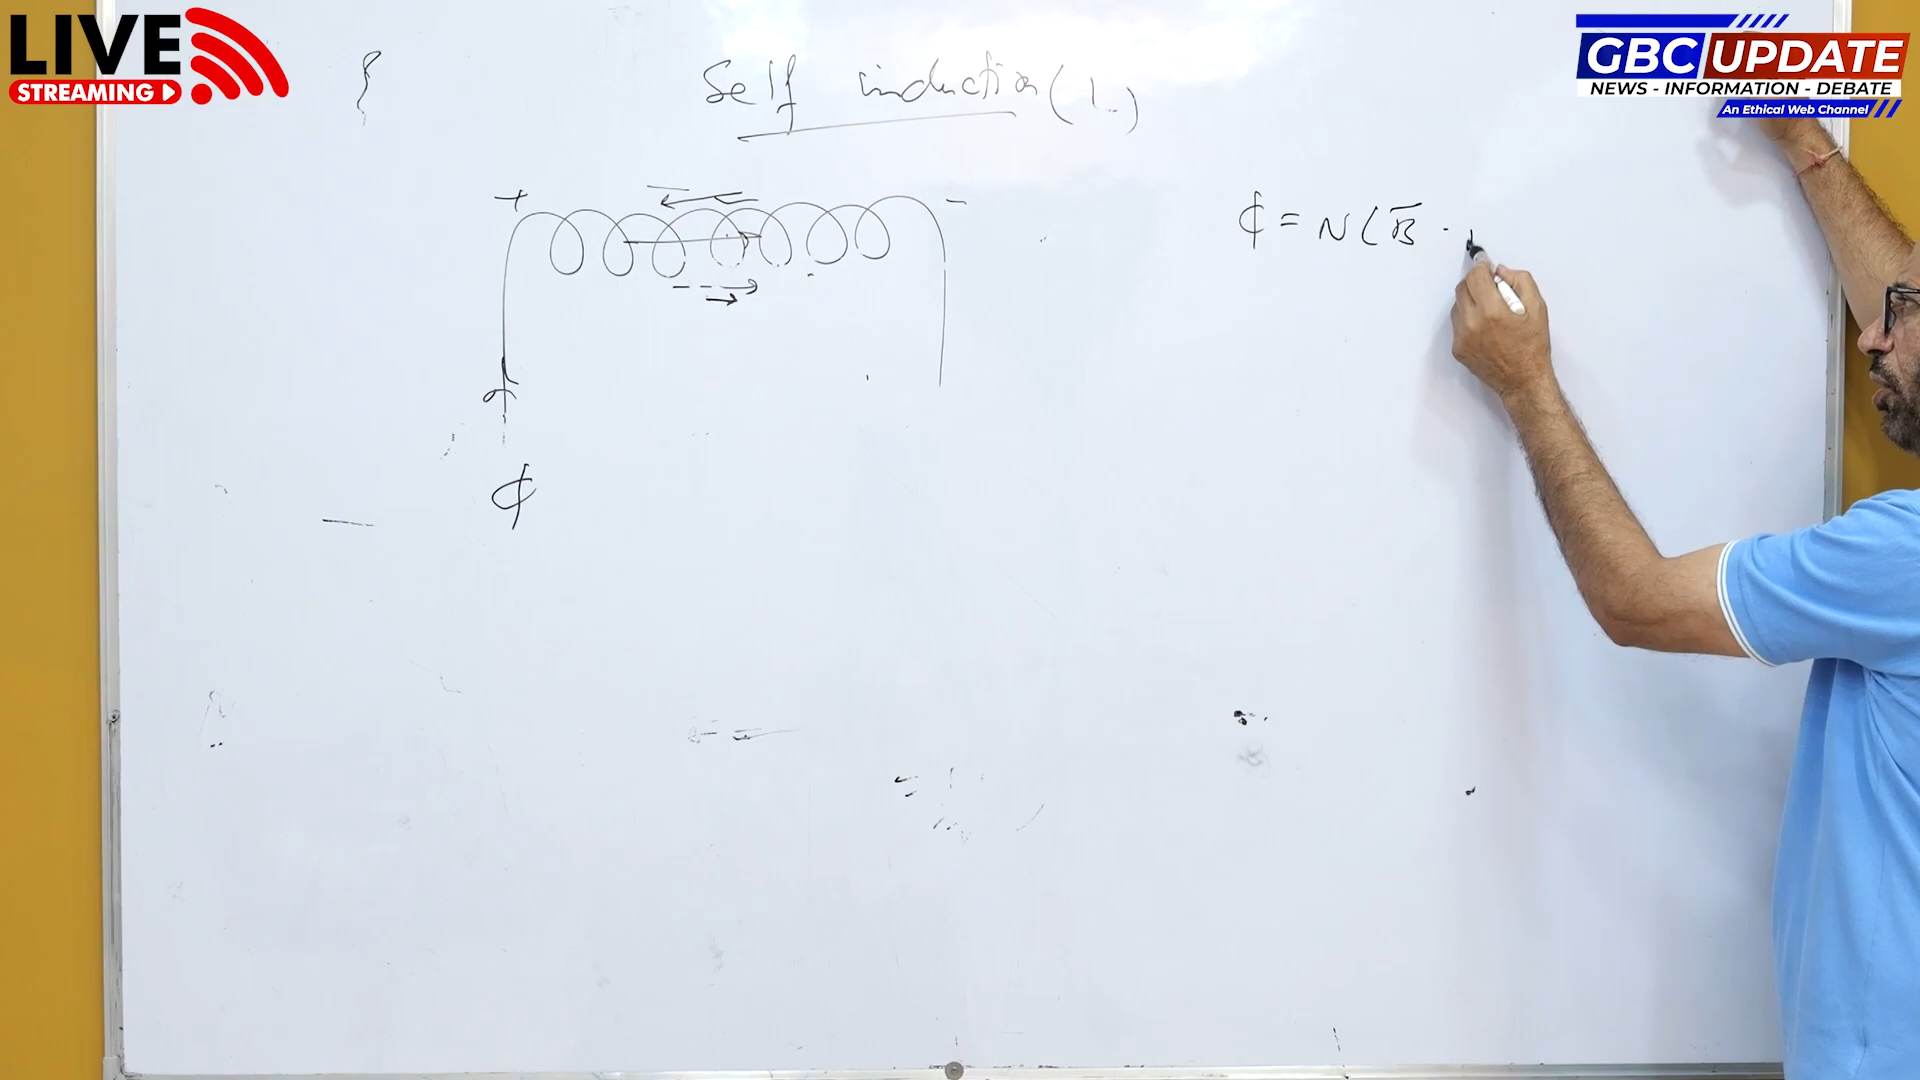 LIVE
STREAMING
GBC UPDATE
NEWS - INFORMATION - DEBATE
An Ethical Web Channel
Self induction (L)
+ -
ϕ = N(B̅ ·
ϕ